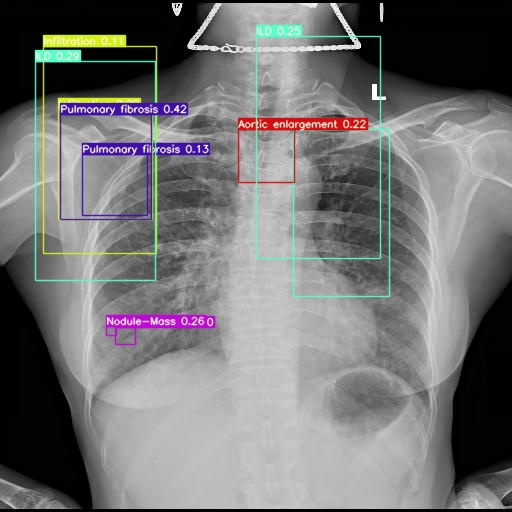 ILD 0.25
Infiltration 0.11
ILD 0.29
L
Pulmonary fibrosis 0.42
Aortic enlargement 0.22
Pulmonary fibrosis 0.13
Nodule-Mass 0.26